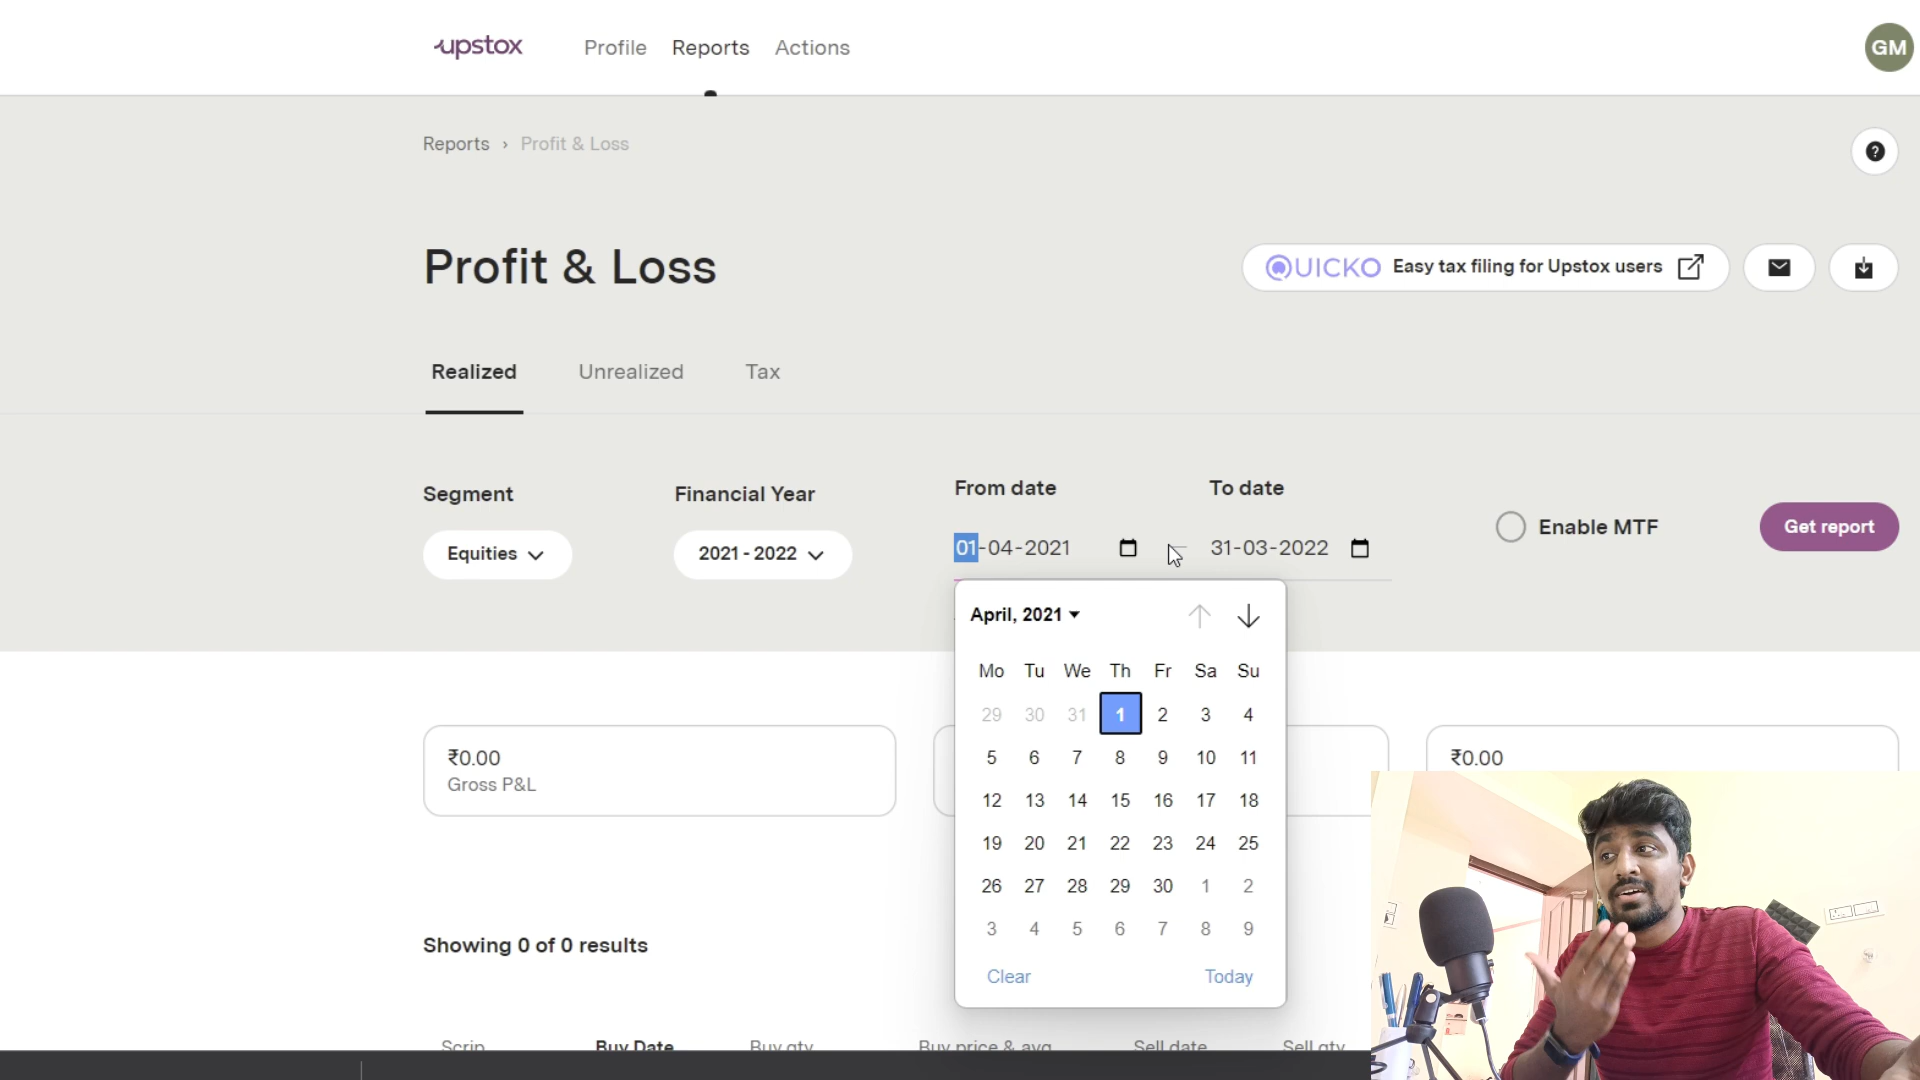 upstox
Profile Reports Actions
GM
Reports › Profit & Loss
?
Profit & Loss
QUICKO Easy tax filing for Upstox users
Realized Unrealized Tax
Segment Financial Year From date To date
Equities 2021 - 2022 01-04-2021 31-03-2022 Enable MTF Get report
April, 2021
Mo Tu We Th Fr Sa Su
29 30 31 1 2 3 4
5 6 7 8 9 10 11
12 13 14 15 16 17 18
19 20 21 22 23 24 25
26 27 28 29 30 1 2
3 4 5 6 7 8 9
Clear Today
₹0.00
Gross P&L
₹0.00
Showing 0 of 0 results
Scrip Buy Date Buy qty Buy price & avg Sell date Sell qty